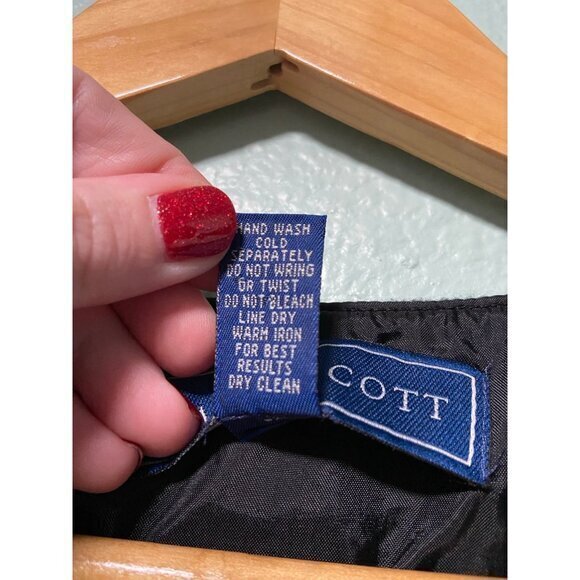 HAND WASH
COLD
SEPARATELY
DO NOT WRING
OR TWIST
DO NOT BLEACH
LINE DRY
WARM IRON
FOR BEST
RESULTS
DRY CLEAN
COTT